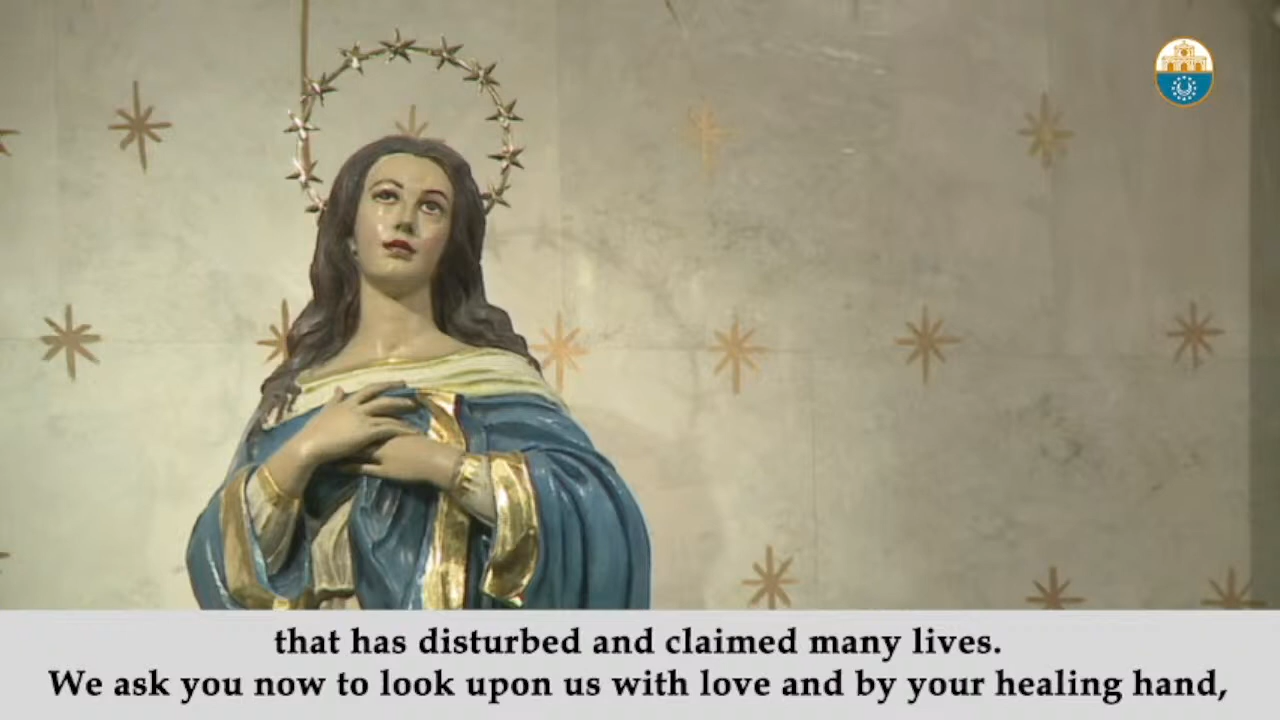 that has disturbed and claimed many lives.
We ask you now to look upon us with love and by your healing hand,